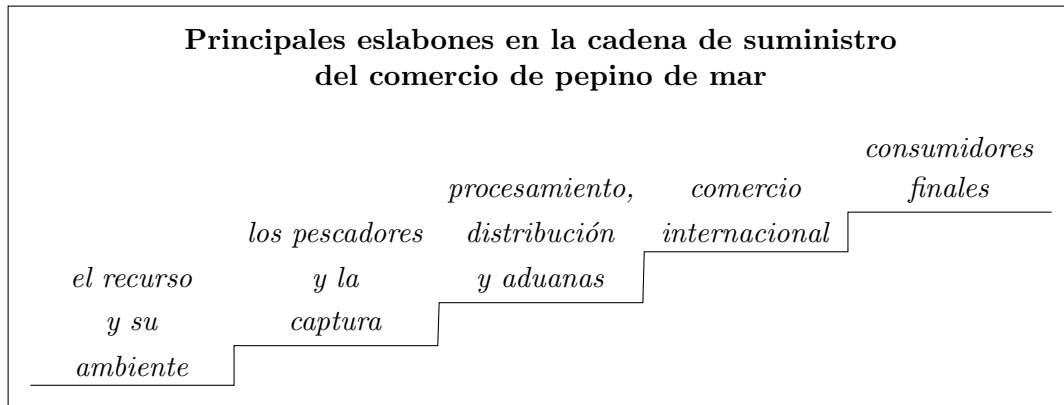 Principales eslabones en la cadena de suministro
del comercio de pepino de mar
el recurso
y su
ambiente
los pescadores
y la
captura
procesamiento,
distribución
y aduanas
comercio
internacional
consumidores
finales